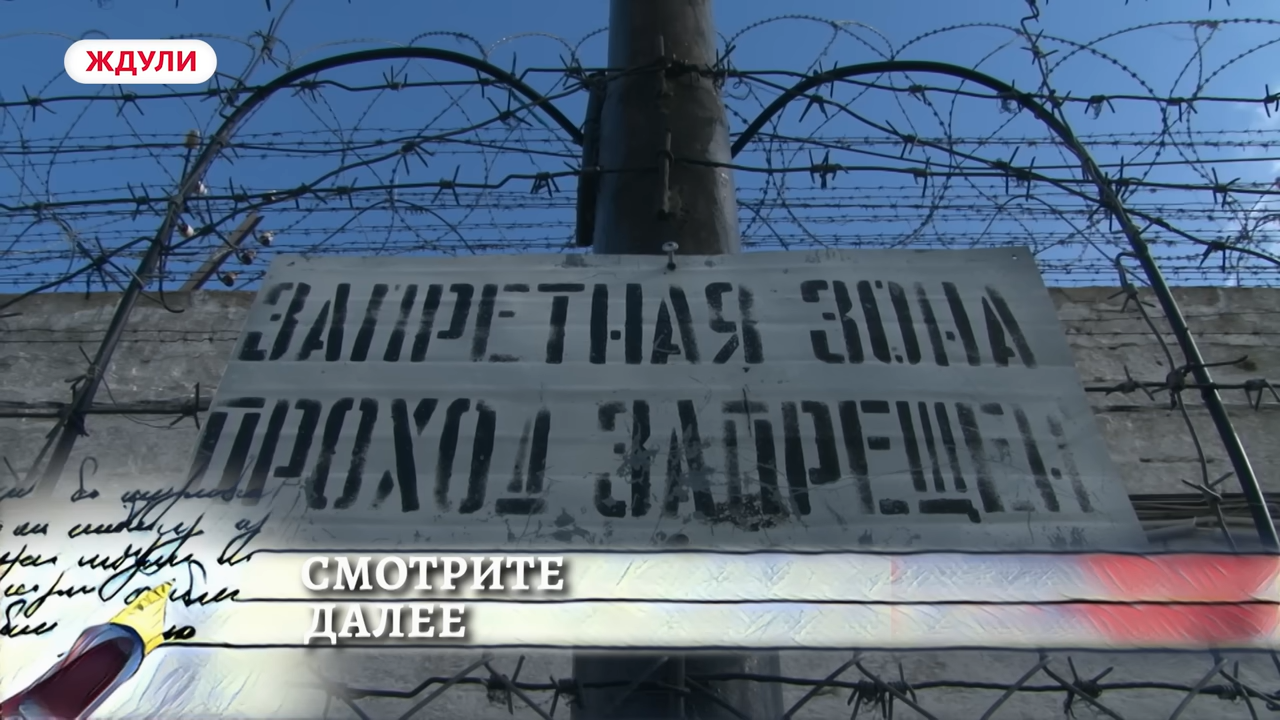 ЖДУЛИ
ЗАПРЕТНАЯ ЗОНА
ПРОХОД ЗАПРЕЩЕН
СМОТРИТЕ
ДАЛЕЕ